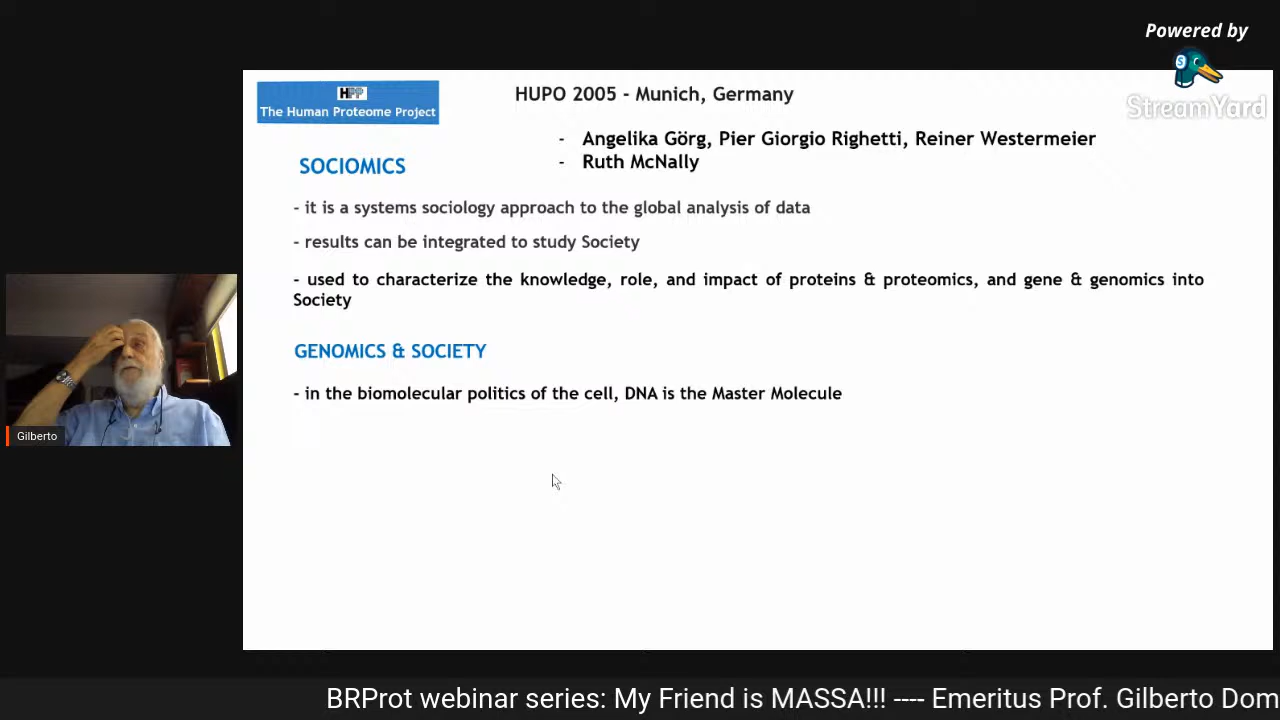 Powered by
S
StreamYard
HPP
The Human Proteome Project
HUPO 2005 - Munich, Germany
- Angelika Görg, Pier Giorgio Righetti, Reiner Westermeier
- Ruth McNally
SOCIOMICS
- it is a systems sociology approach to the global analysis of data
- results can be integrated to study Society
- used to characterize the knowledge, role, and impact of proteins & proteomics, and gene & genomics into
Society
GENOMICS & SOCIETY
- in the biomolecular politics of the cell, DNA is the Master Molecule
Gilberto
BRProt webinar series: My Friend is MASSA!!! ---- Emeritus Prof. Gilberto Dom